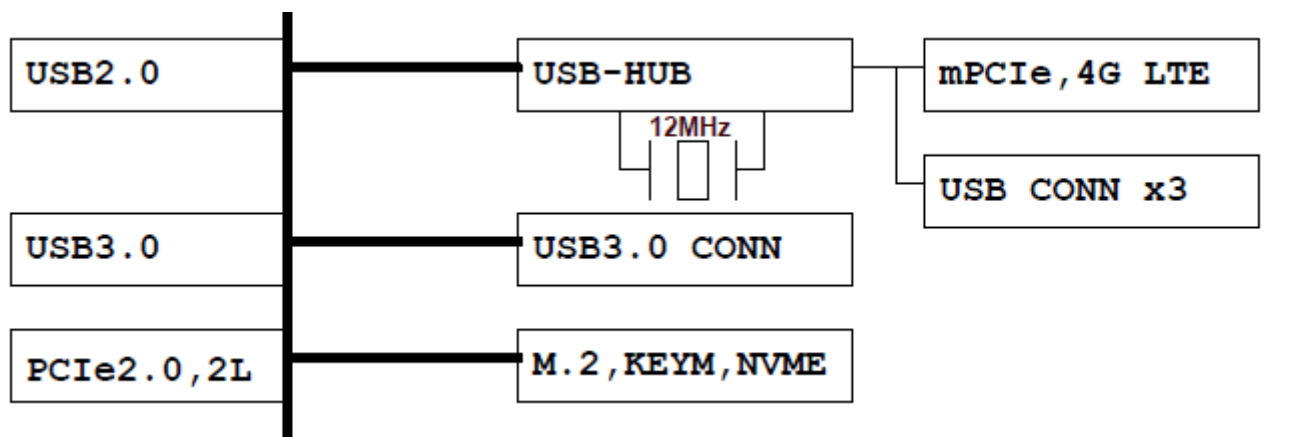 USB2.0
USB-HUB
mPCIe,4G LTE
12MHz
USB CONN x3
USB3.0
USB3.0 CONN
PCIe2.0,2L
M.2,KEYM,NVME